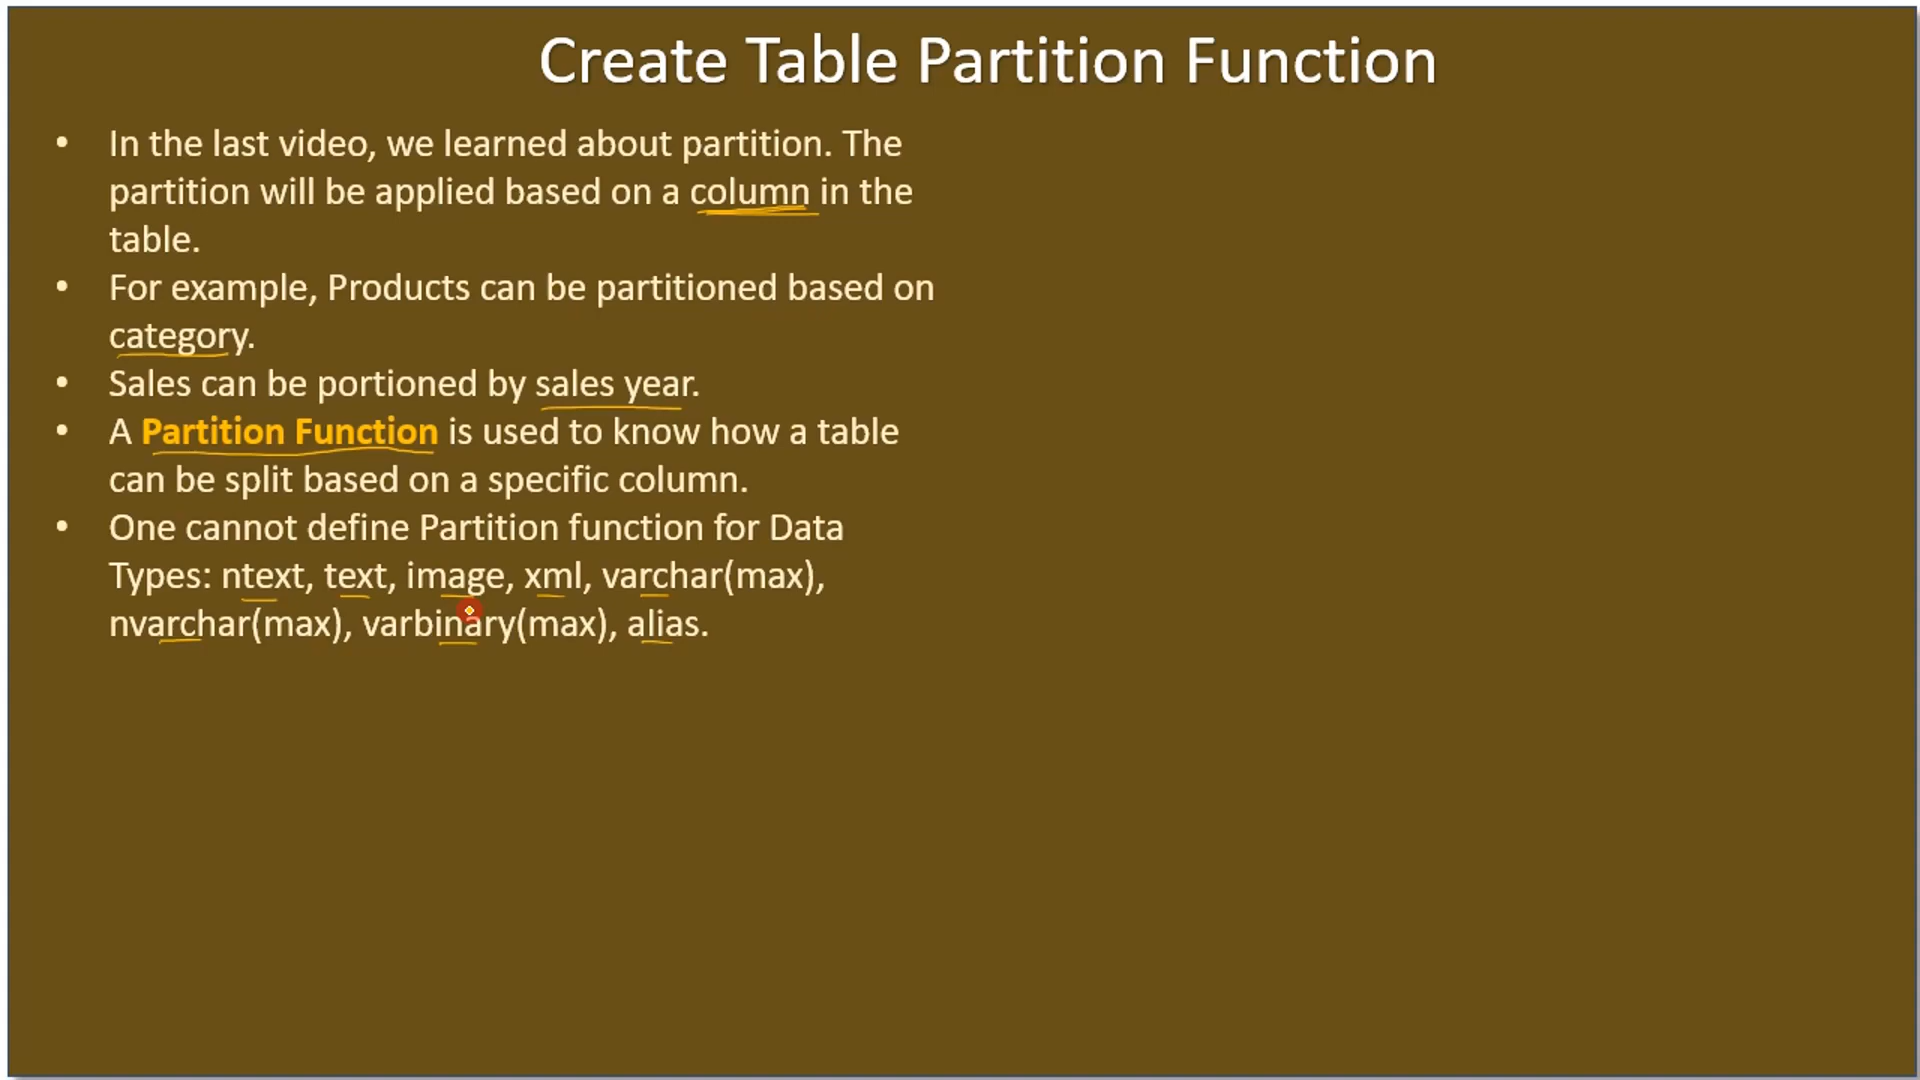 Create Table Partition Function
• In the last video, we learned about partition. The
partition will be applied based on a column in the
table.
• For example, Products can be partitioned based on
category.
• Sales can be portioned by sales year.
• A Partition Function is used to know how a table
can be split based on a specific column.
• One cannot define Partition function for Data
Types: ntext, text, image, xml, varchar(max),
nvarchar(max), varbinary(max), alias.